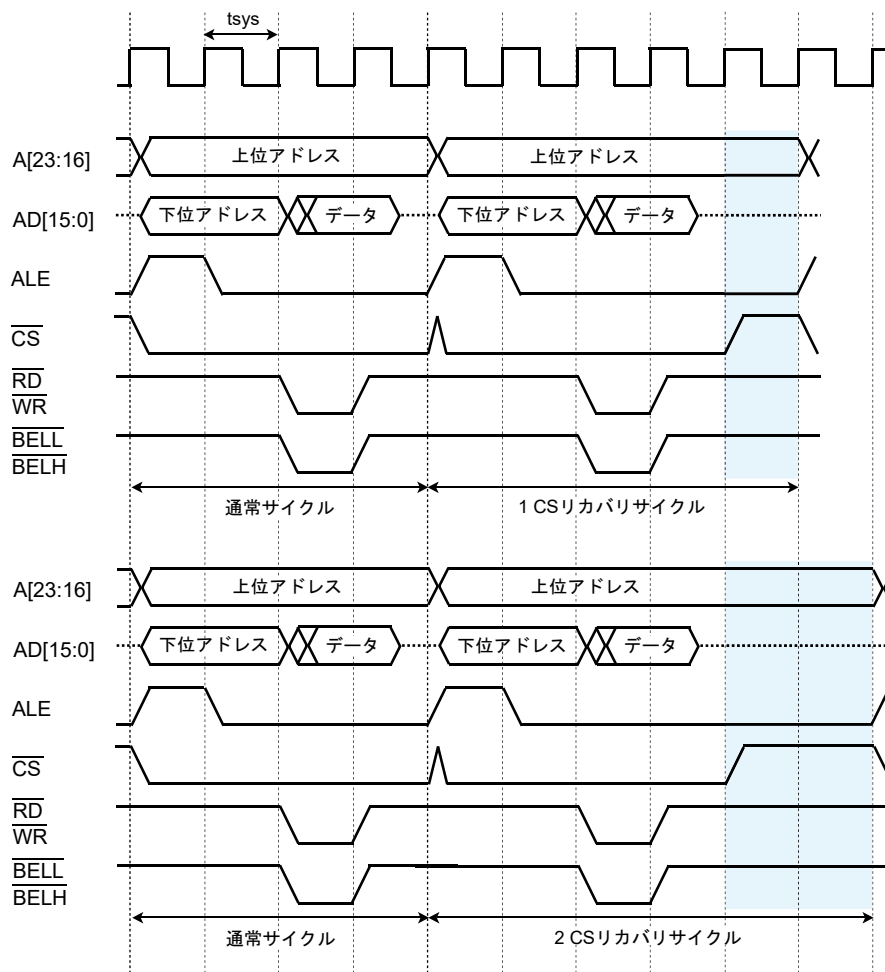 tsys
A[23:16]
上位アドレス
上位アドレス
AD[15:0]
下位アドレス
データ
下位アドレス
データ
ALE
CS
RD
WR
BELL
BELH
通常サイクル
1 CSリカバリサイクル
A[23:16]
上位アドレス
上位アドレス
AD[15:0]
下位アドレス
データ
下位アドレス
データ
ALE
CS
RD
WR
BELL
BELH
通常サイクル
2 CSリカバリサイクル